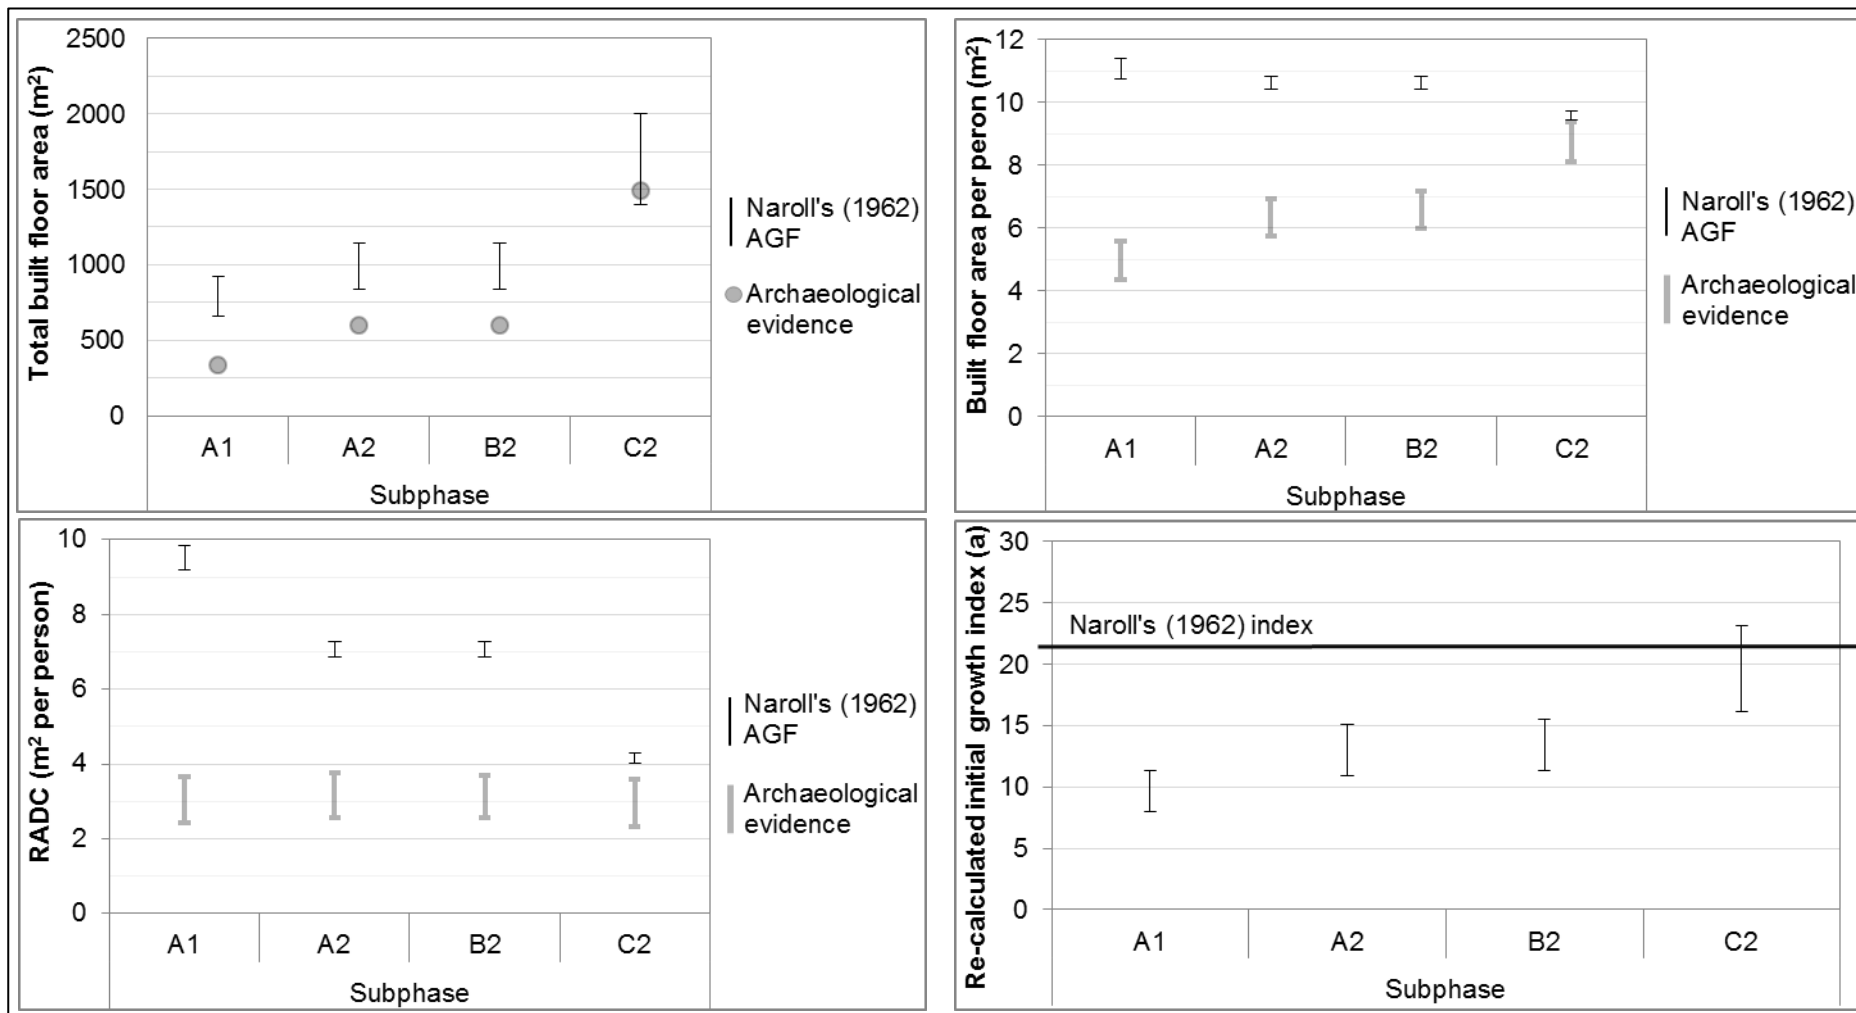 Total built floor area (m²)
2500
2000
1500
1000
500
0
A1 A2 B2 C2
Subphase
Naroll's (1962)
AGF
Archaeological
evidence
Built floor area per peron (m²)
12
10
8
6
4
2
0
A1 A2 B2 C2
Subphase
Naroll's (1962)
AGF
Archaeological
evidence
RADC (m² per person)
10
8
6
4
2
0
A1 A2 B2 C2
Subphase
Naroll's (1962)
AGF
Archaeological
evidence
Re-calculated initial growth index (a)
30
25
20
15
10
5
0
Naroll's (1962) index
A1 A2 B2 C2
Subphase